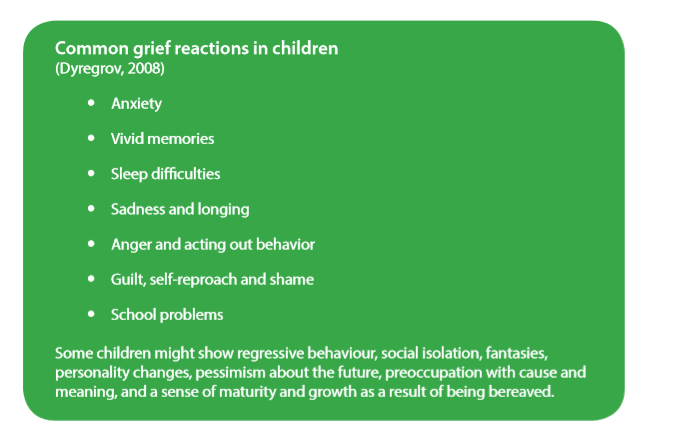 Common grief reactions in children
(Dyregrov, 2008)
• Anxiety
• Vivid memories
• Sleep difficulties
• Sadness and longing
• Anger and acting out behavior
• Guilt, self-reproach and shame
• School problems
Some children might show regressive behaviour, social isolation, fantasies,
personality changes, pessimism about the future, preoccupation with cause and
meaning, and a sense of maturity and growth as a result of being bereaved.